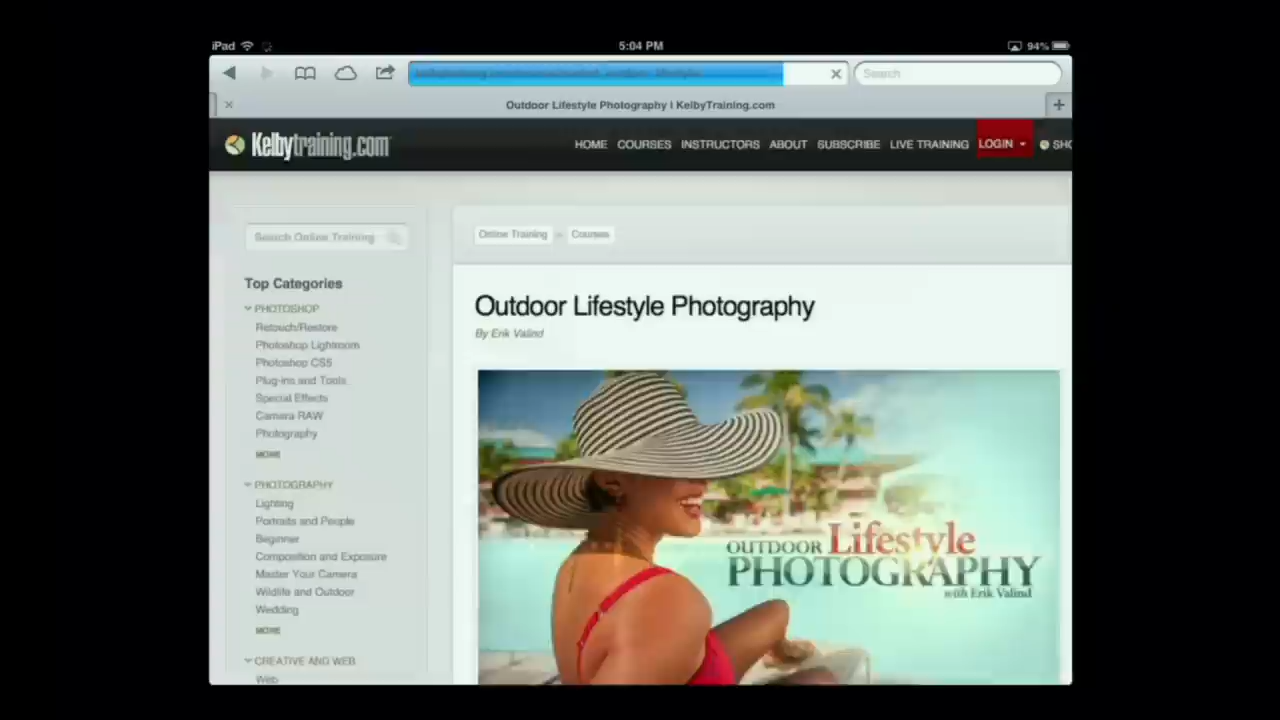 iPad
5:04 PM
94%
Search
Outdoor Lifestyle Photography | KelbyTraining.com
Kelbytraining.com
HOME COURSES INSTRUCTORS ABOUT SUBSCRIBE LIVE TRAINING LOGIN SHO
Search Online Training
Online Training
Courses
Top Categories
PHOTOSHOP
Retouch/Restore
Photoshop Lightroom
Photoshop CS5
Plug-ins and Tools
Special Effects
Camera RAW
Photography
MORE
PHOTOGRAPHY
Lighting
Portraits and People
Beginner
Composition and Exposure
Master Your Camera
Wildlife and Outdoor
Wedding
MORE
CREATIVE AND WEB
Web
Outdoor Lifestyle Photography
By Erik Valind
OUTDOOR Lifestyle
PHOTOGRAPHY
with Erik Valind